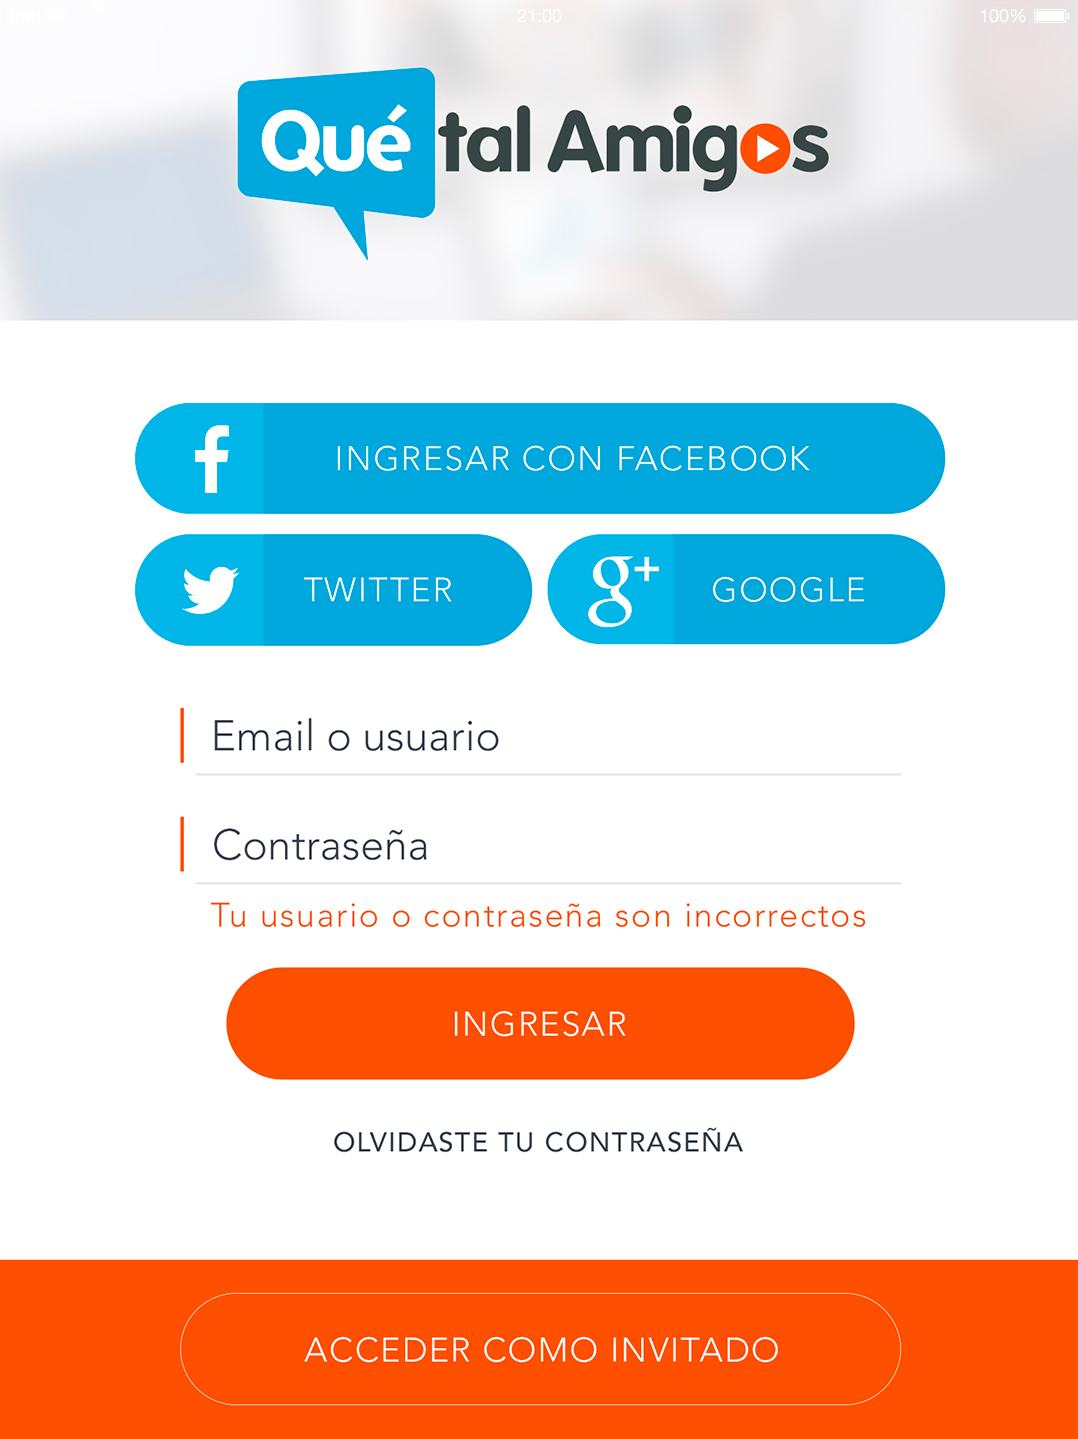 iPad 21:00 100%
Qué tal Amigos
INGRESAR CON FACEBOOK
TWITTER g+ GOOGLE
Email o usuario
Contraseña
Tu usuario o contraseña son incorrectos
INGRESAR
OLVIDASTE TU CONTRASEÑA
ACCEDER COMO INVITADO